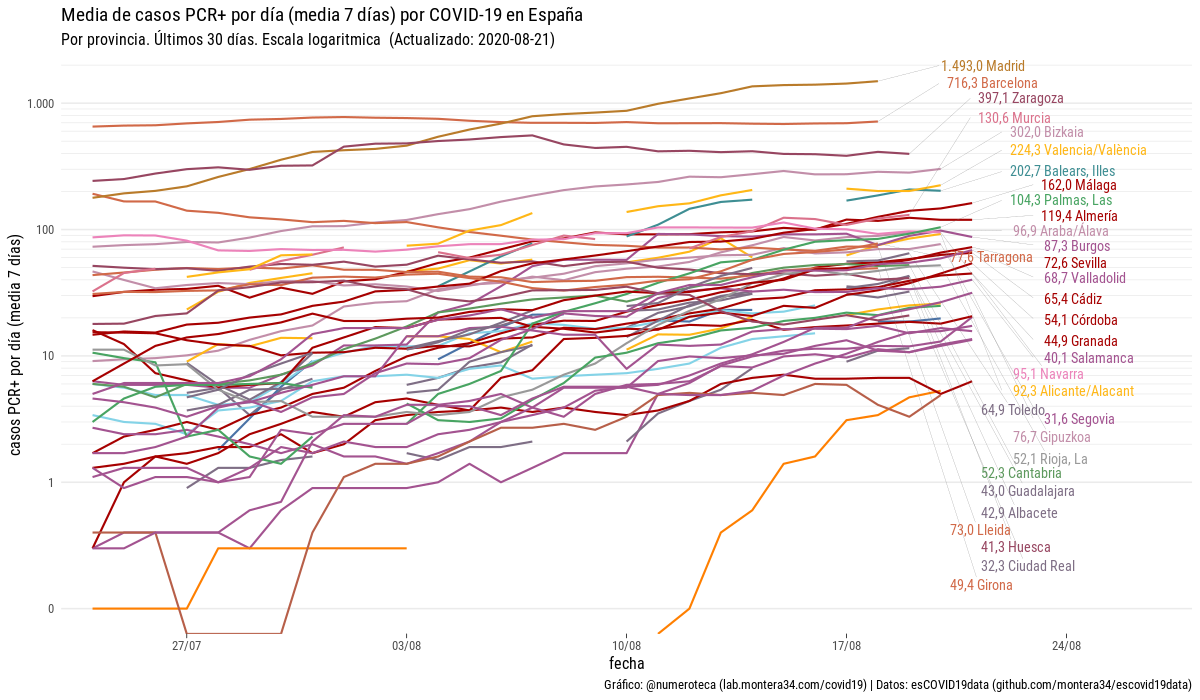 Media de casos PCR+ por día (media 7 días) por COVID-19 en España
Por provincia. Últimos 30 días. Escala logaritmica (Actualizado: 2020-08-21)
casos PCR+ por día (media 7 días)
1.000
100
10
1
0
1.493,0 Madrid
716,3 Barcelona
397,1 Zaragoza
130,6 Murcia
302,0 Bizkaia
224,3 Valencia/València
202,7 Balears, Illes
162,0 Málaga
104,3 Palmas, Las
119,4 Almería
96,9 Araba/Álava
87,3 Burgos
77,6 Tarragona
72,6 Sevilla
68,7 Valladolid
65,4 Cádiz
54,1 Córdoba
44,9 Granada
40,1 Salamanca
95,1 Navarra
92,3 Alicante/Alacant
64,9 Toledo
31,6 Segovia
76,7 Gipuzkoa
52,1 Rioja, La
52,3 Cantabria
43,0 Guadalajara
42,9 Albacete
73,0 Lleida
41,3 Huesca
32,3 Ciudad Real
49,4 Girona
27/07
03/08
10/08
17/08
24/08
fecha
Gráfico: @numeroteca (lab.montera34.com/covid19) | Datos: esCOVID19data (github.com/montera34/escovid19data)